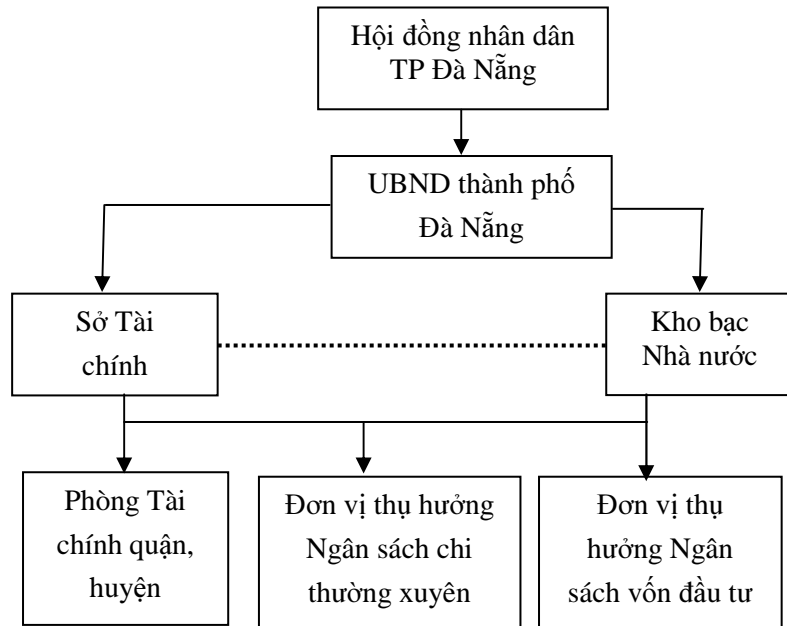 Hội đồng nhân dân
TP Đà Nẵng
UBND thành phố
Đà Nẵng
Sở Tài
chính
Kho bạc
Nhà nước
Phòng Tài
chính quận,
huyện
Đơn vị thụ hưởng
Ngân sách chi
thường xuyên
Đơn vị thụ
hưởng Ngân
sách vốn đầu tư